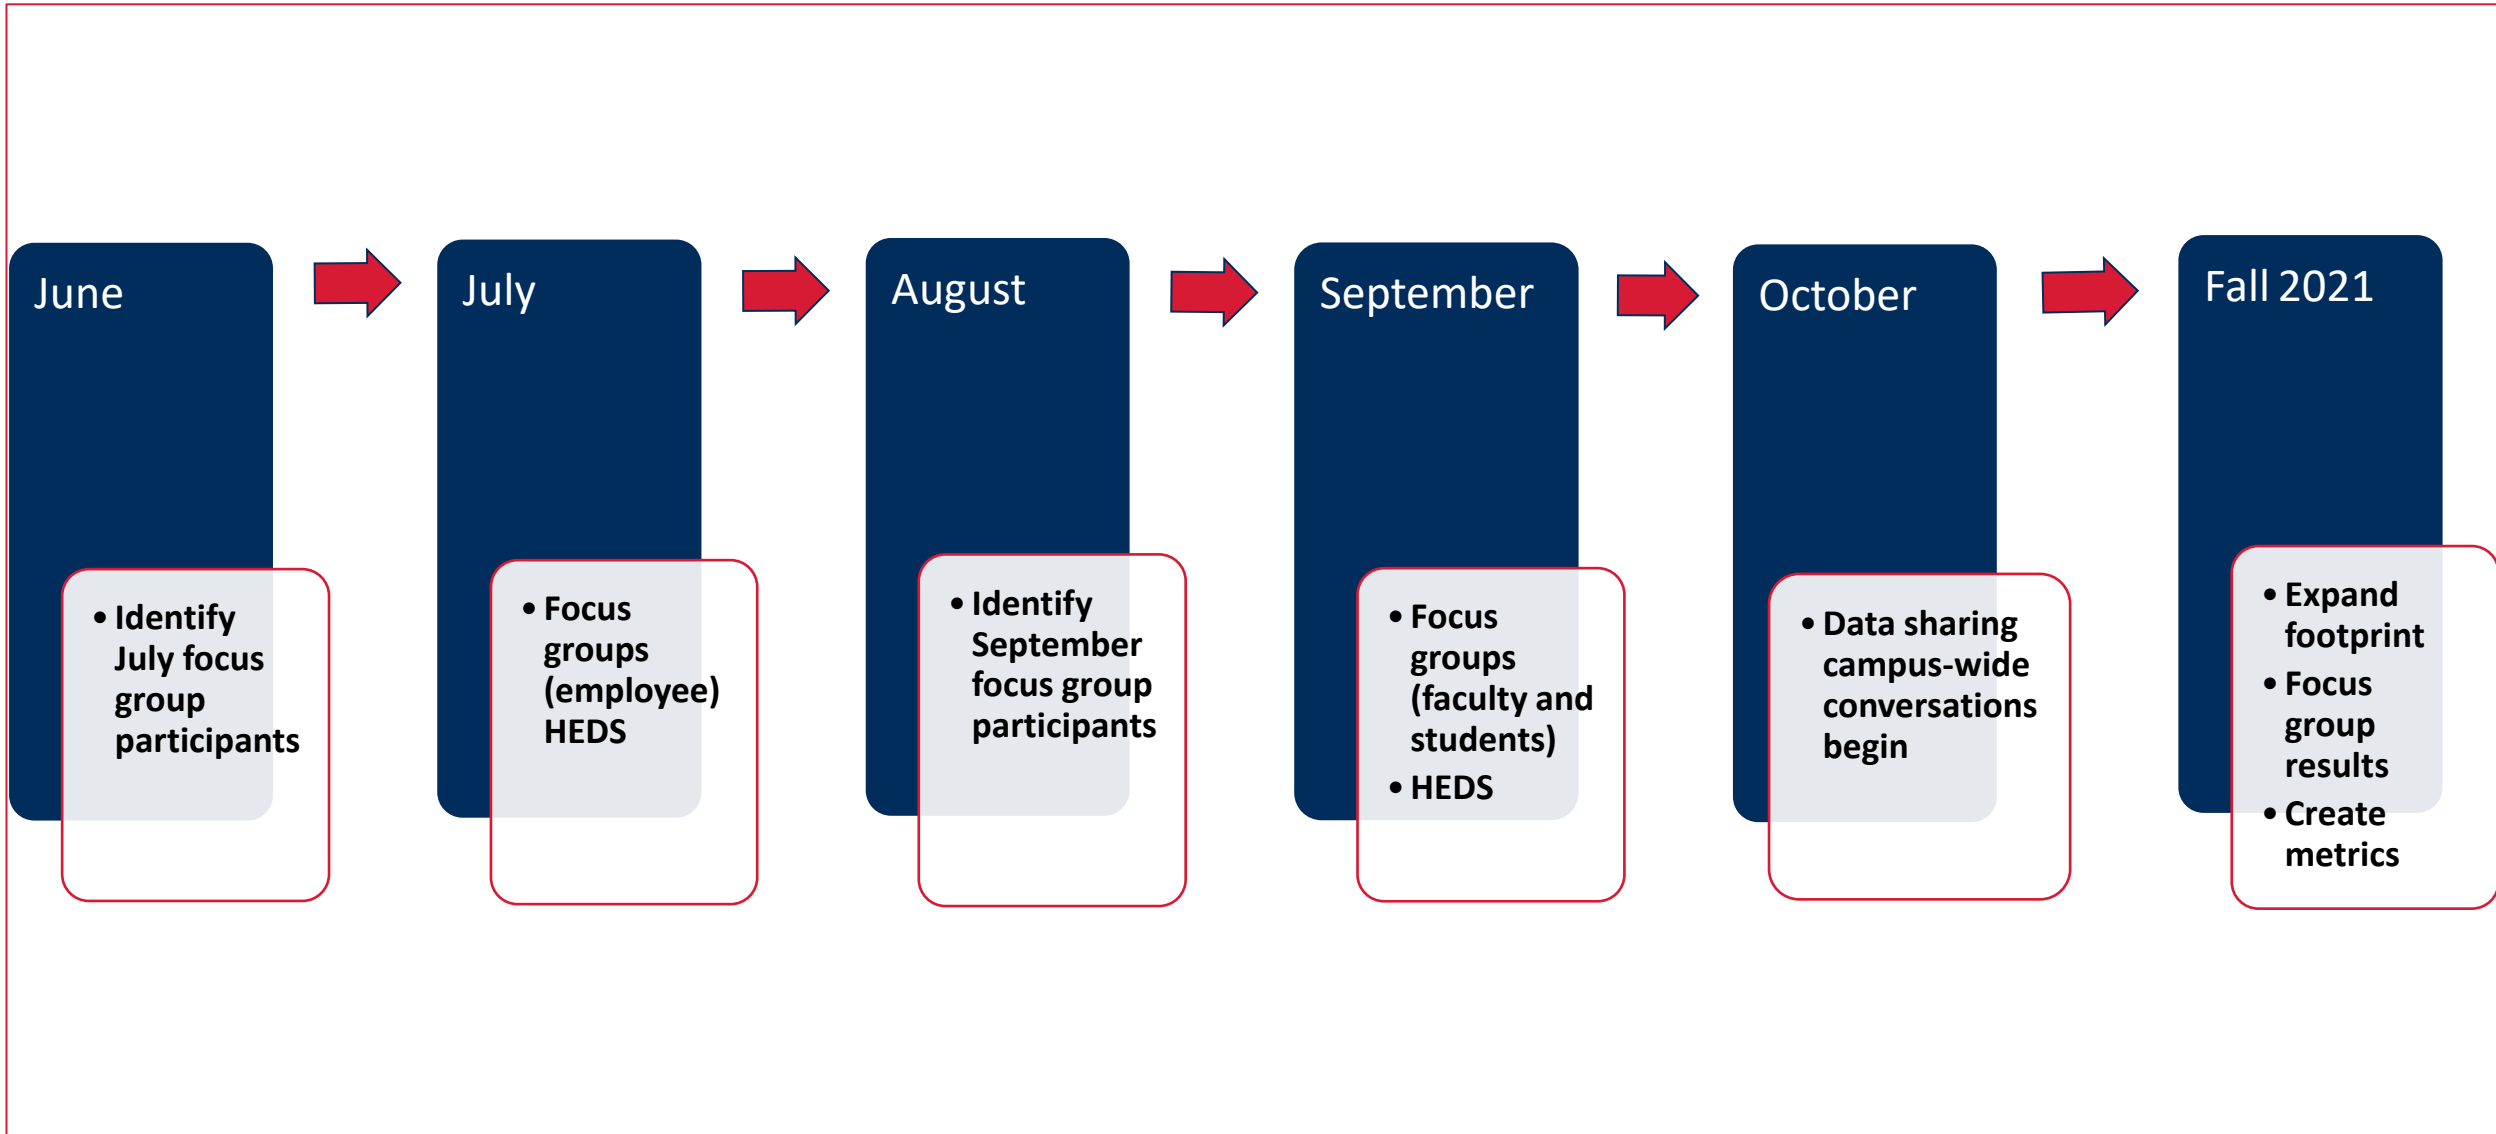 June
• Identify
July focus
group
participants
July
• Focus
groups
(employee)
HEDS
August
• Identify
September
focus group
participants
September
• Focus
groups
(faculty and
students)
• HEDS
October
• Data sharing
campus-wide
conversations
begin
Fall 2021
• Expand
footprint
• Focus
group
results
• Create
metrics